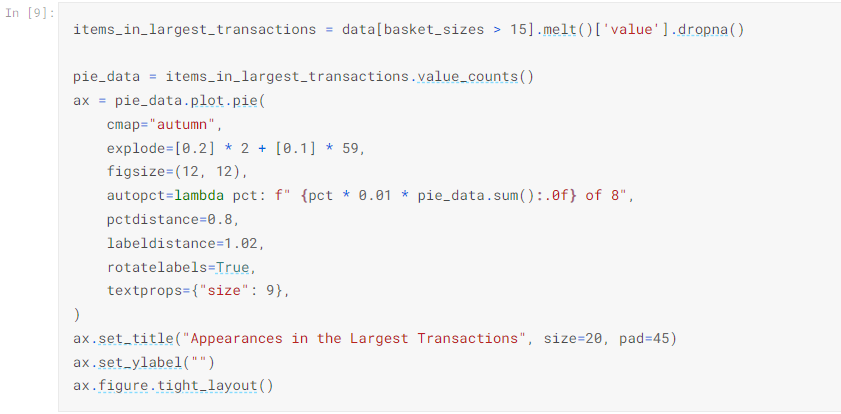 In [9]:
items_in_largest_transactions = data[basket_sizes > 15].melt()['value'].dropna()
pie_data = items_in_largest_transactions.value_counts()
ax = pie_data.plot.pie(
    cmap="autumn",
    explode=[0.2] * 2 + [0.1] * 59,
    figsize=(12, 12),
    autopct=lambda pct: f" {pct * 0.01 * pie_data.sum():.0f} of 8",
    pctdistance=0.8,
    labeldistance=1.02,
    rotatelabels=True,
    textprops={"size": 9},
)
ax.set_title("Appearances in the Largest Transactions", size=20, pad=45)
ax.set_ylabel("")
ax.figure.tight_layout()